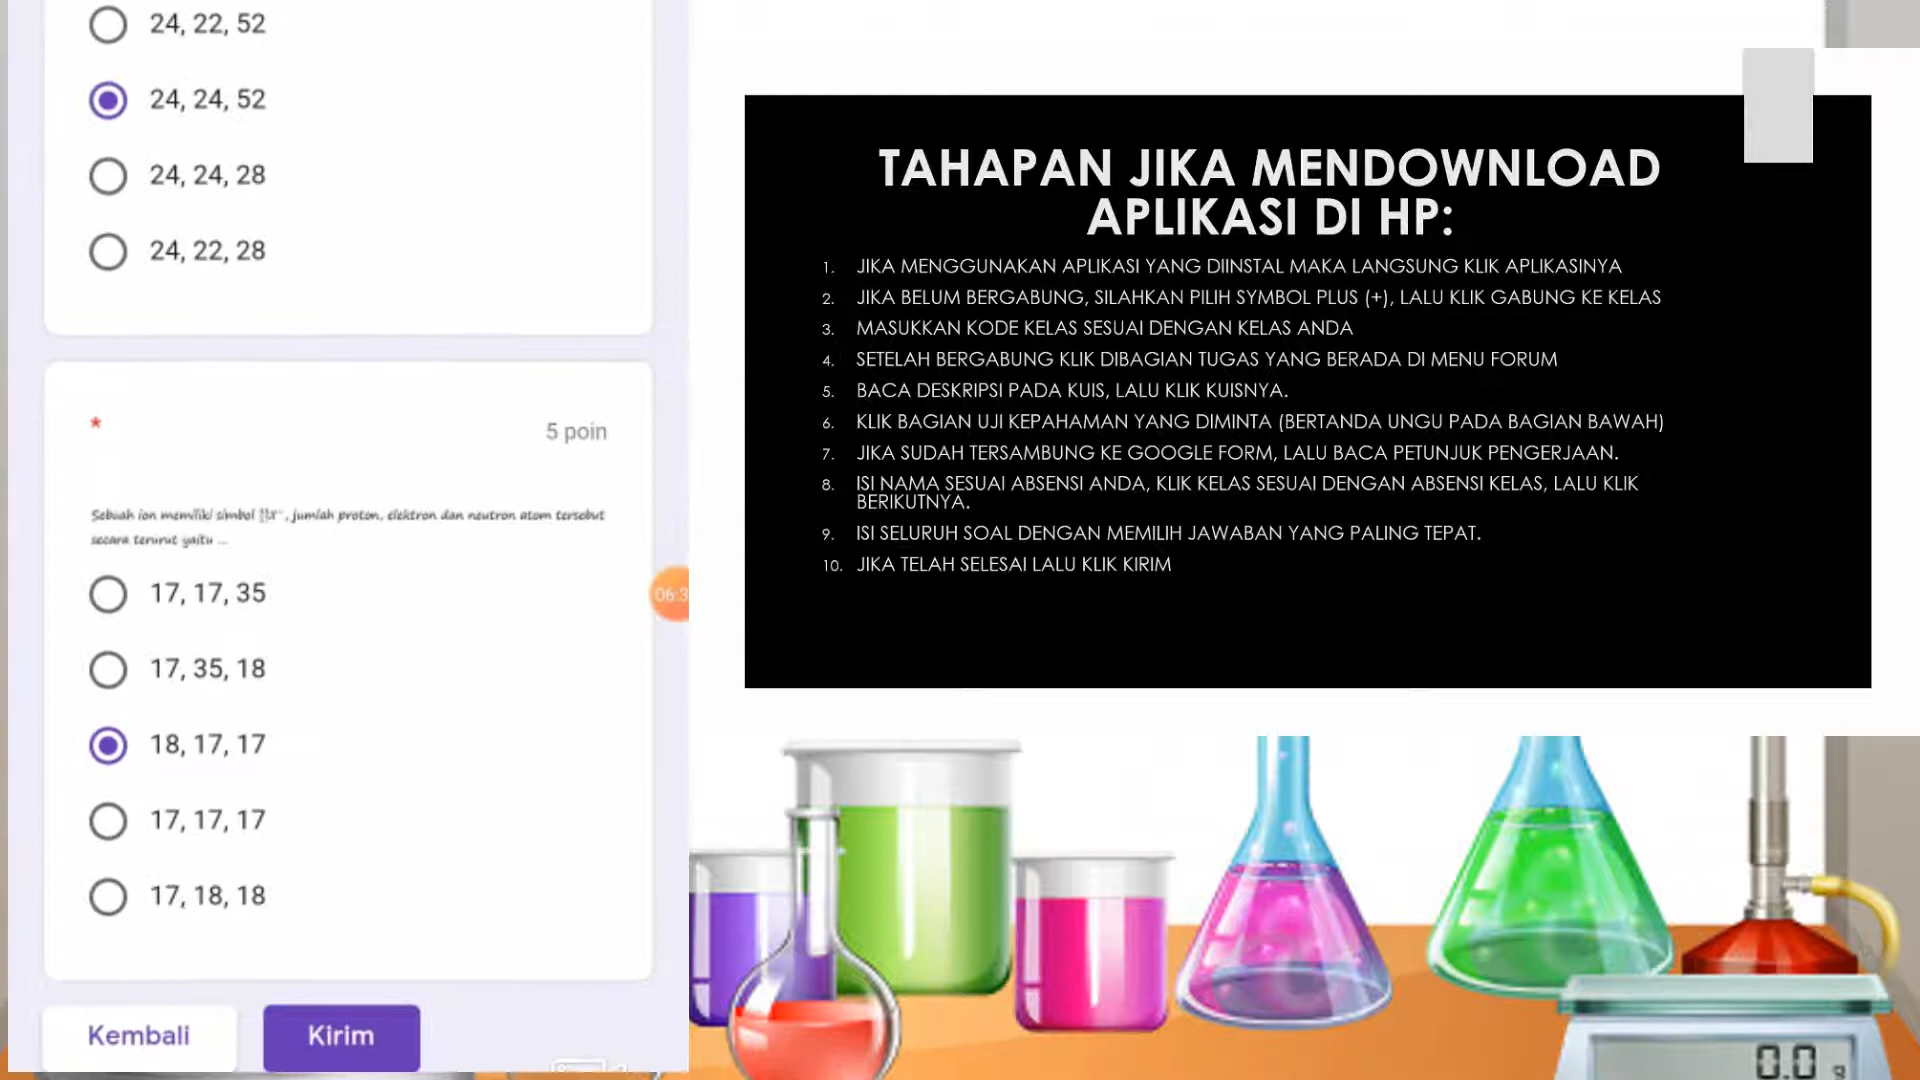 24, 22, 52
24, 24, 52
24, 24, 28
24, 22, 28
*
5 poin
Sebuah ion memiliki simbol , jumlah proton, elektron dan neutron atom tersebut
secara terurut yaitu ...
17, 17, 35
17, 35, 18
18, 17, 17
17, 17, 17
17, 18, 18
Kembali
Kirim
06:3
TAHAPAN JIKA MENDOWNLOAD
APLIKASI DI HP:
1. JIKA MENGGUNAKAN APLIKASI YANG DIINSTAL MAKA LANGSUNG KLIK APLIKASINYA
2. JIKA BELUM BERGABUNG, SILAHKAN PILIH SYMBOL PLUS (+), LALU KLIK GABUNG KE KELAS
3. MASUKKAN KODE KELAS SESUAI DENGAN KELAS ANDA
4. SETELAH BERGABUNG KLIK DIBAGIAN TUGAS YANG BERADA DI MENU FORUM
5. BACA DESKRIPSI PADA KUIS, LALU KLIK KUISNYA.
6. KLIK BAGIAN UJI KEPAHAMAN YANG DIMINTA (BERTANDA UNGU PADA BAGIAN BAWAH)
7. JIKA SUDAH TERSAMBUNG KE GOOGLE FORM, LALU BACA PETUNJUK PENGERJAAN.
8. ISI NAMA SESUAI ABSENSI ANDA, KLIK KELAS SESUAI DENGAN ABSENSI KELAS, LALU KLIK
BERIKUTNYA.
9. ISI SELURUH SOAL DENGAN MEMILIH JAWABAN YANG PALING TEPAT.
10. JIKA TELAH SELESAI LALU KLIK KIRIM
0.0 g